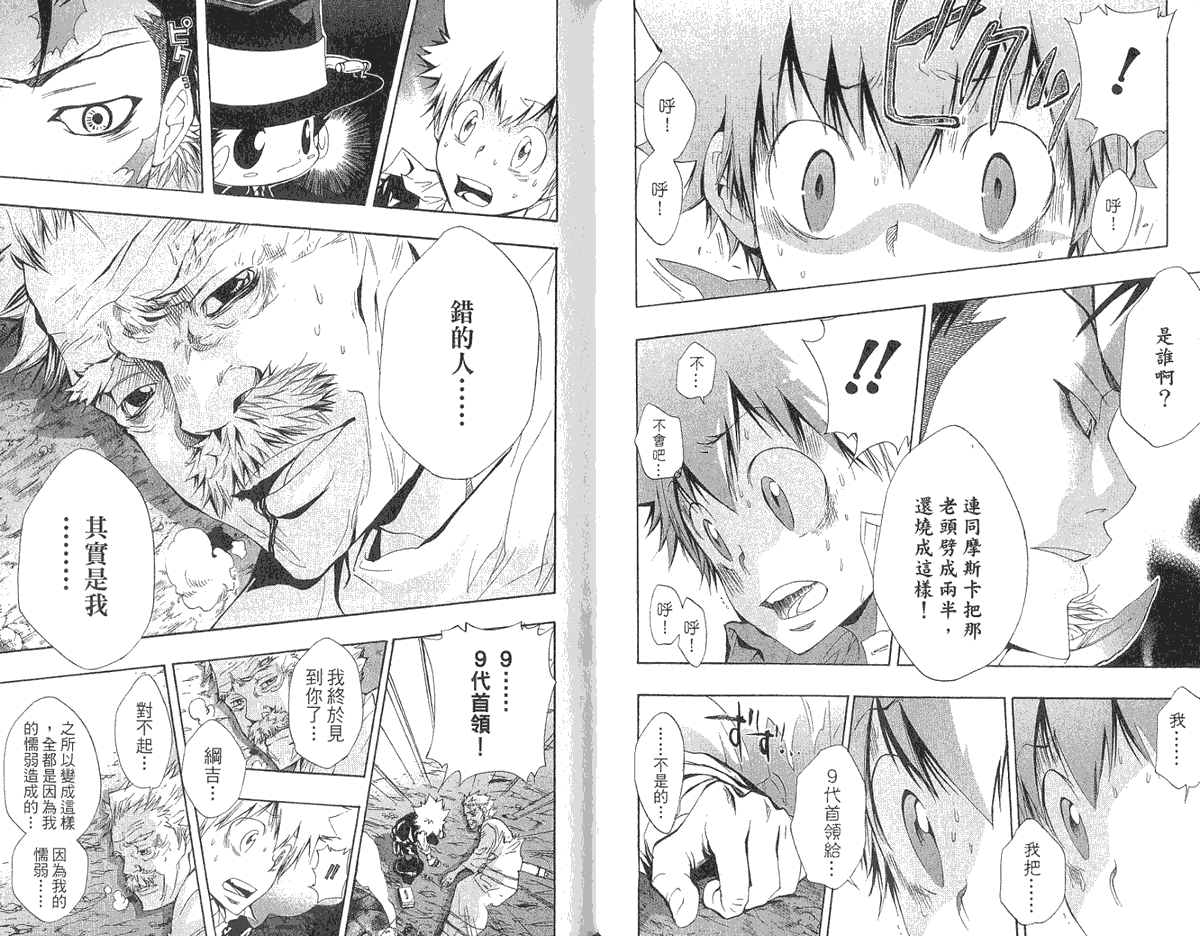 ！
呼！
呼！
呼！
ビクッ
是誰啊？
連同摩斯卡把那
老頭劈成兩半，
還燒成這樣！
！！
不…
不會吧…
呼！
呼！
我……
我把……
9代首領給…
ずず…
……不是的…
ピクッ
錯的人……
其實是我
………
9……
9代首領！
我終於見
到你了…
綱吉…
!!
對不起…
之所以變成這樣
，全都是因為我
的懦弱造成的…
因為我的
懦弱……